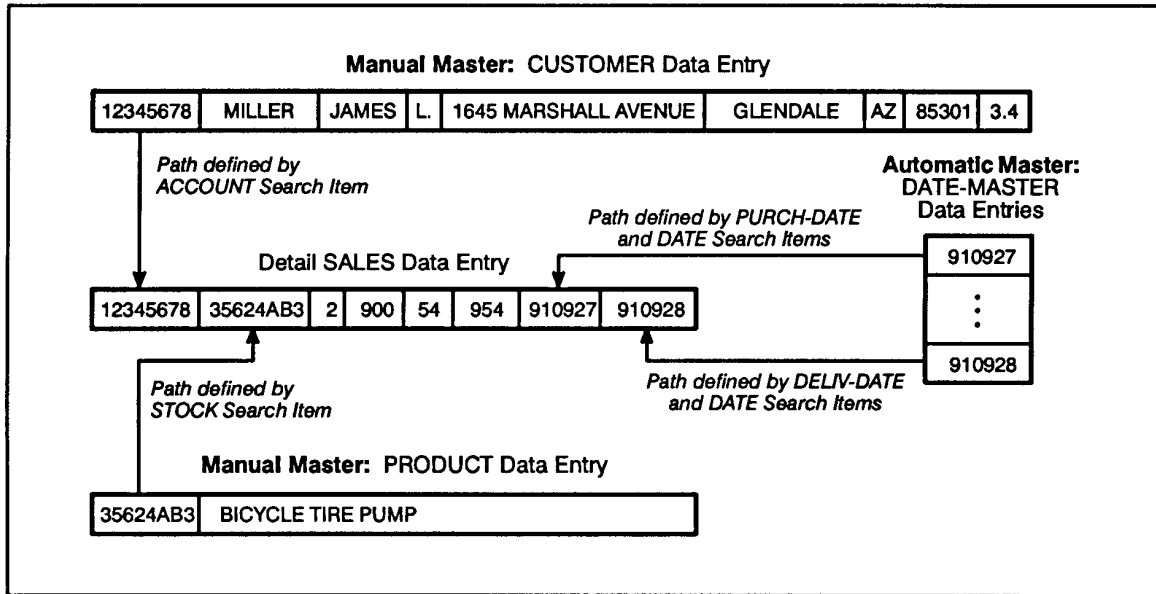 Manual Master: CUSTOMER Data Entry
12345678 MILLER JAMES L. 1645 MARSHALL AVENUE GLENDALE AZ 85301 3.4
Path defined by
ACCOUNT Search Item
Automatic Master:
DATE-MASTER
Data Entries
Path defined by PURCH-DATE
and DATE Search Items
910927
Detail SALES Data Entry
12345678 35624AB3 2 900 54 954 910927 910928
910928
Path defined by
STOCK Search Item
Path defined by DELIV-DATE
and DATE Search Items
Manual Master: PRODUCT Data Entry
35624AB3 BICYCLE TIRE PUMP